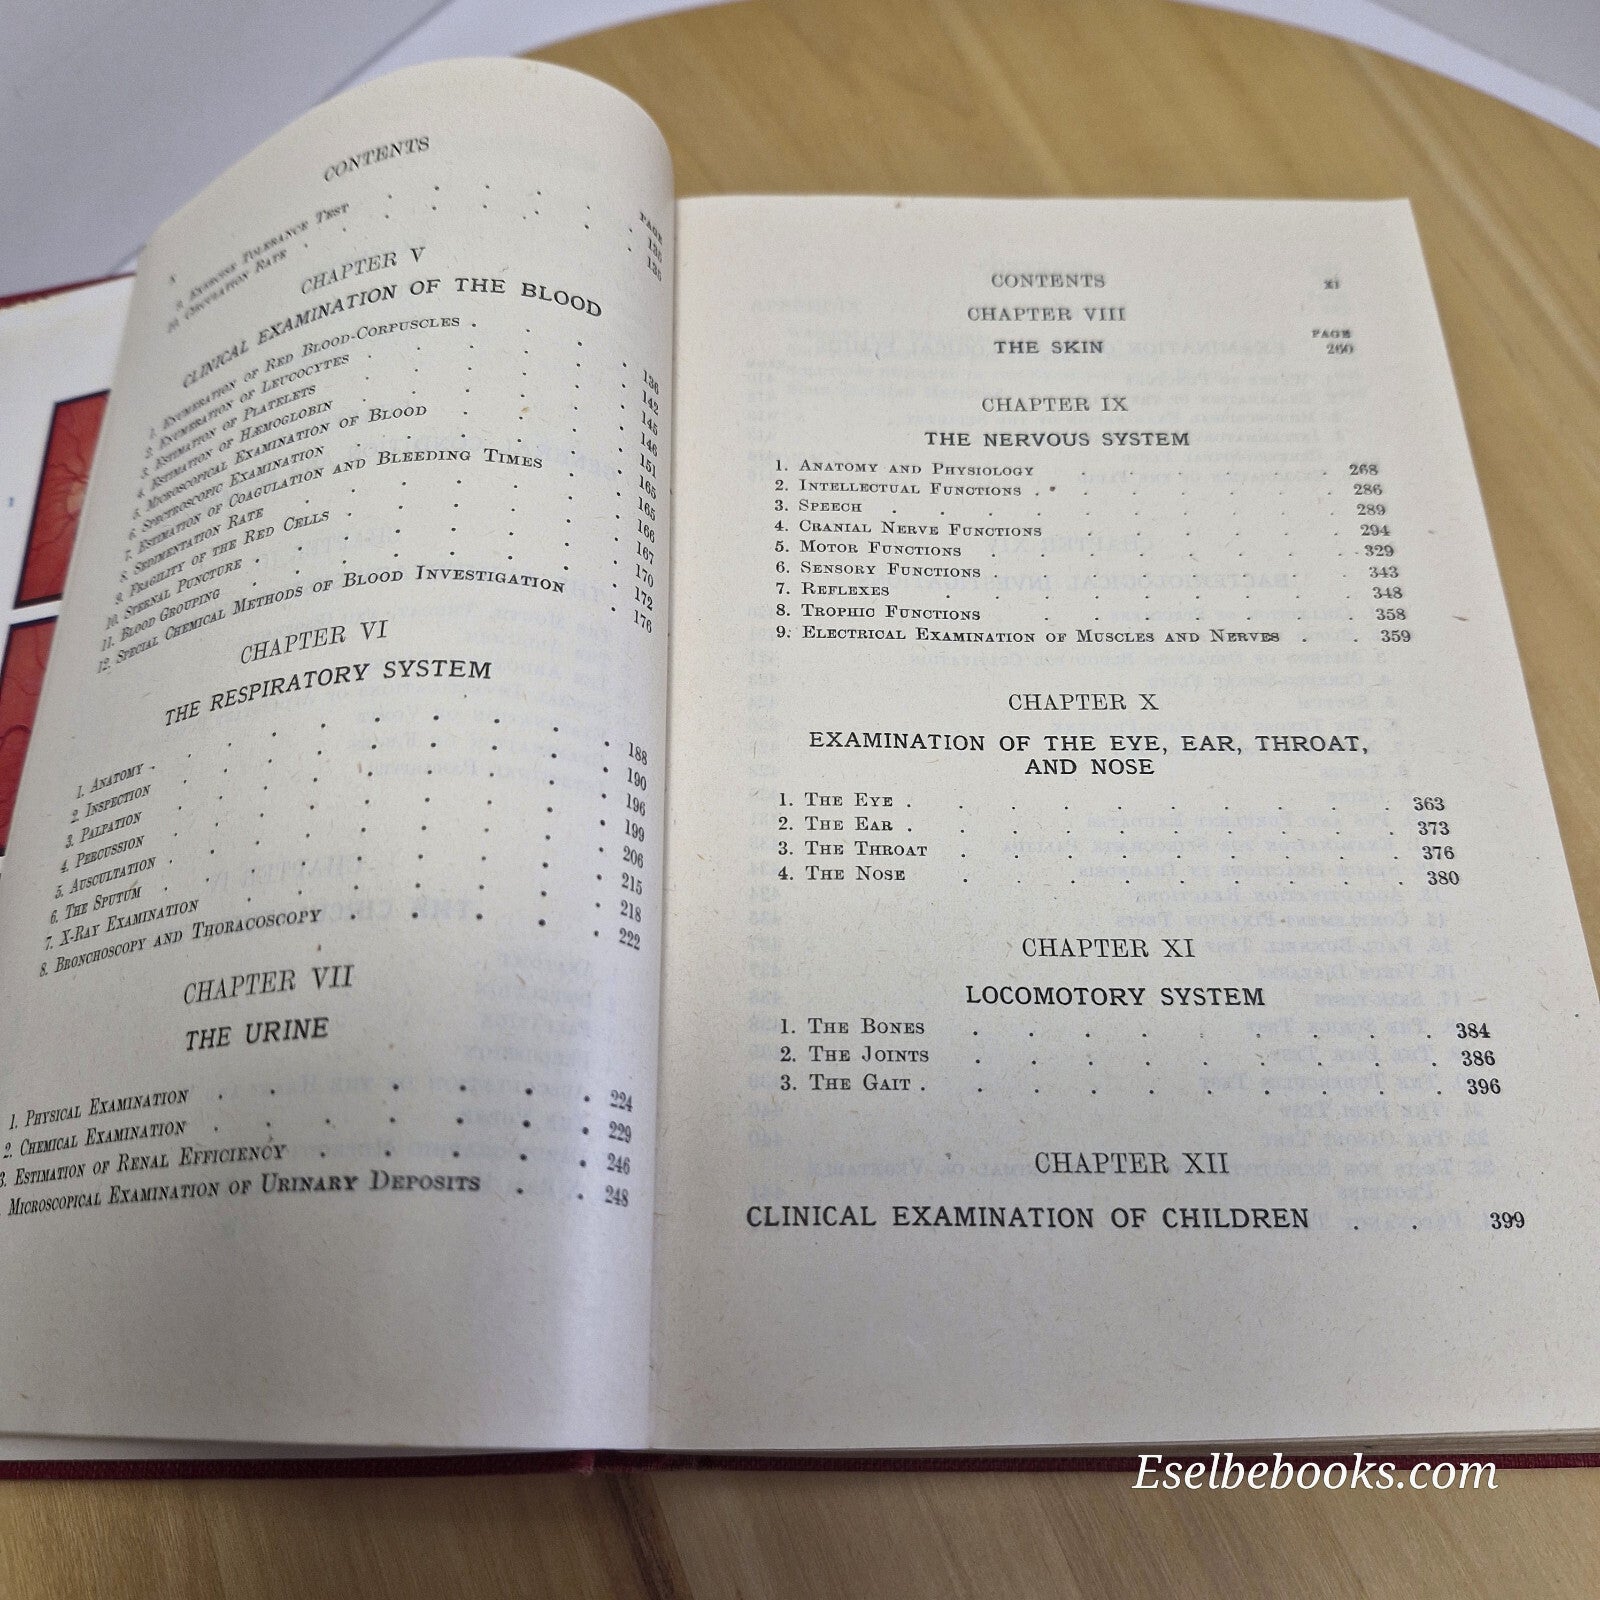 x
CONTENTS
PAGE
9. Exercise Tolerance Test . . . . 135
10. Circulation Rate . . . . . . 135
CHAPTER V
CLINICAL EXAMINATION OF THE BLOOD
1. Enumeration of Red Blood-Corpuscles . . . . 136
2. Enumeration of Leucocytes . . . . . 142
3. Estimation of Platelets . . . . . 145
4. Estimation of Hæmoglobin . . . . . 146
5. Microscopical Examination of Blood . . . . 151
6. Spectroscopic Examination . . . . . 165
7. Estimation of Coagulation and Bleeding Times . . 165
8. Sedimentation Rate . . . . . . 166
9. Fragility of the Red Cells . . . . . 167
10. Sternal Puncture . . . . . . 170
11. Blood Grouping . . . . . . 172
12. Special Chemical Methods of Blood Investigation . . 176
CHAPTER VI
THE RESPIRATORY SYSTEM
1. Anatomy . . . . . . . 188
2. Inspection . . . . . . . 190
3. Palpation . . . . . . . 196
4. Percussion . . . . . . . 199
5. Auscultation . . . . . . . 206
6. The Sputum . . . . . . . 215
7. X-Ray Examination . . . . . . 218
8. Bronchoscopy and Thoracoscopy . . . . . 222
CHAPTER VII
THE URINE
1. Physical Examination . . . . . . 224
2. Chemical Examination . . . . . . 229
3. Estimation of Renal Efficiency . . . . . 246
Microscopical Examination of Urinary Deposits . . 248
CONTENTS xi
CHAPTER VIII
PAGE
THE SKIN 260
CHAPTER IX
THE NERVOUS SYSTEM
1. Anatomy and Physiology . . . . . . 268
2. Intellectual Functions . . . . . . 286
3. Speech . . . . . . . . 289
4. Cranial Nerve Functions . . . . . . 294
5. Motor Functions . . . . . . . 329
6. Sensory Functions . . . . . . . 343
7. Reflexes . . . . . . . . 348
8. Trophic Functions . . . . . . 358
9. Electrical Examination of Muscles and Nerves . . 359
CHAPTER X
EXAMINATION OF THE EYE, EAR, THROAT,
AND NOSE
1. The Eye . . . . . . . . . 363
2. The Ear . . . . . . . . . 373
3. The Throat . . . . . . . . 376
4. The Nose . . . . . . . . 380
CHAPTER XI
LOCOMOTORY SYSTEM
1. The Bones . . . . . . . . 384
2. The Joints . . . . . . . . 386
3. The Gait . . . . . . . . . 396
CHAPTER XII
CLINICAL EXAMINATION OF CHILDREN . . 399
Eselbebooks.com